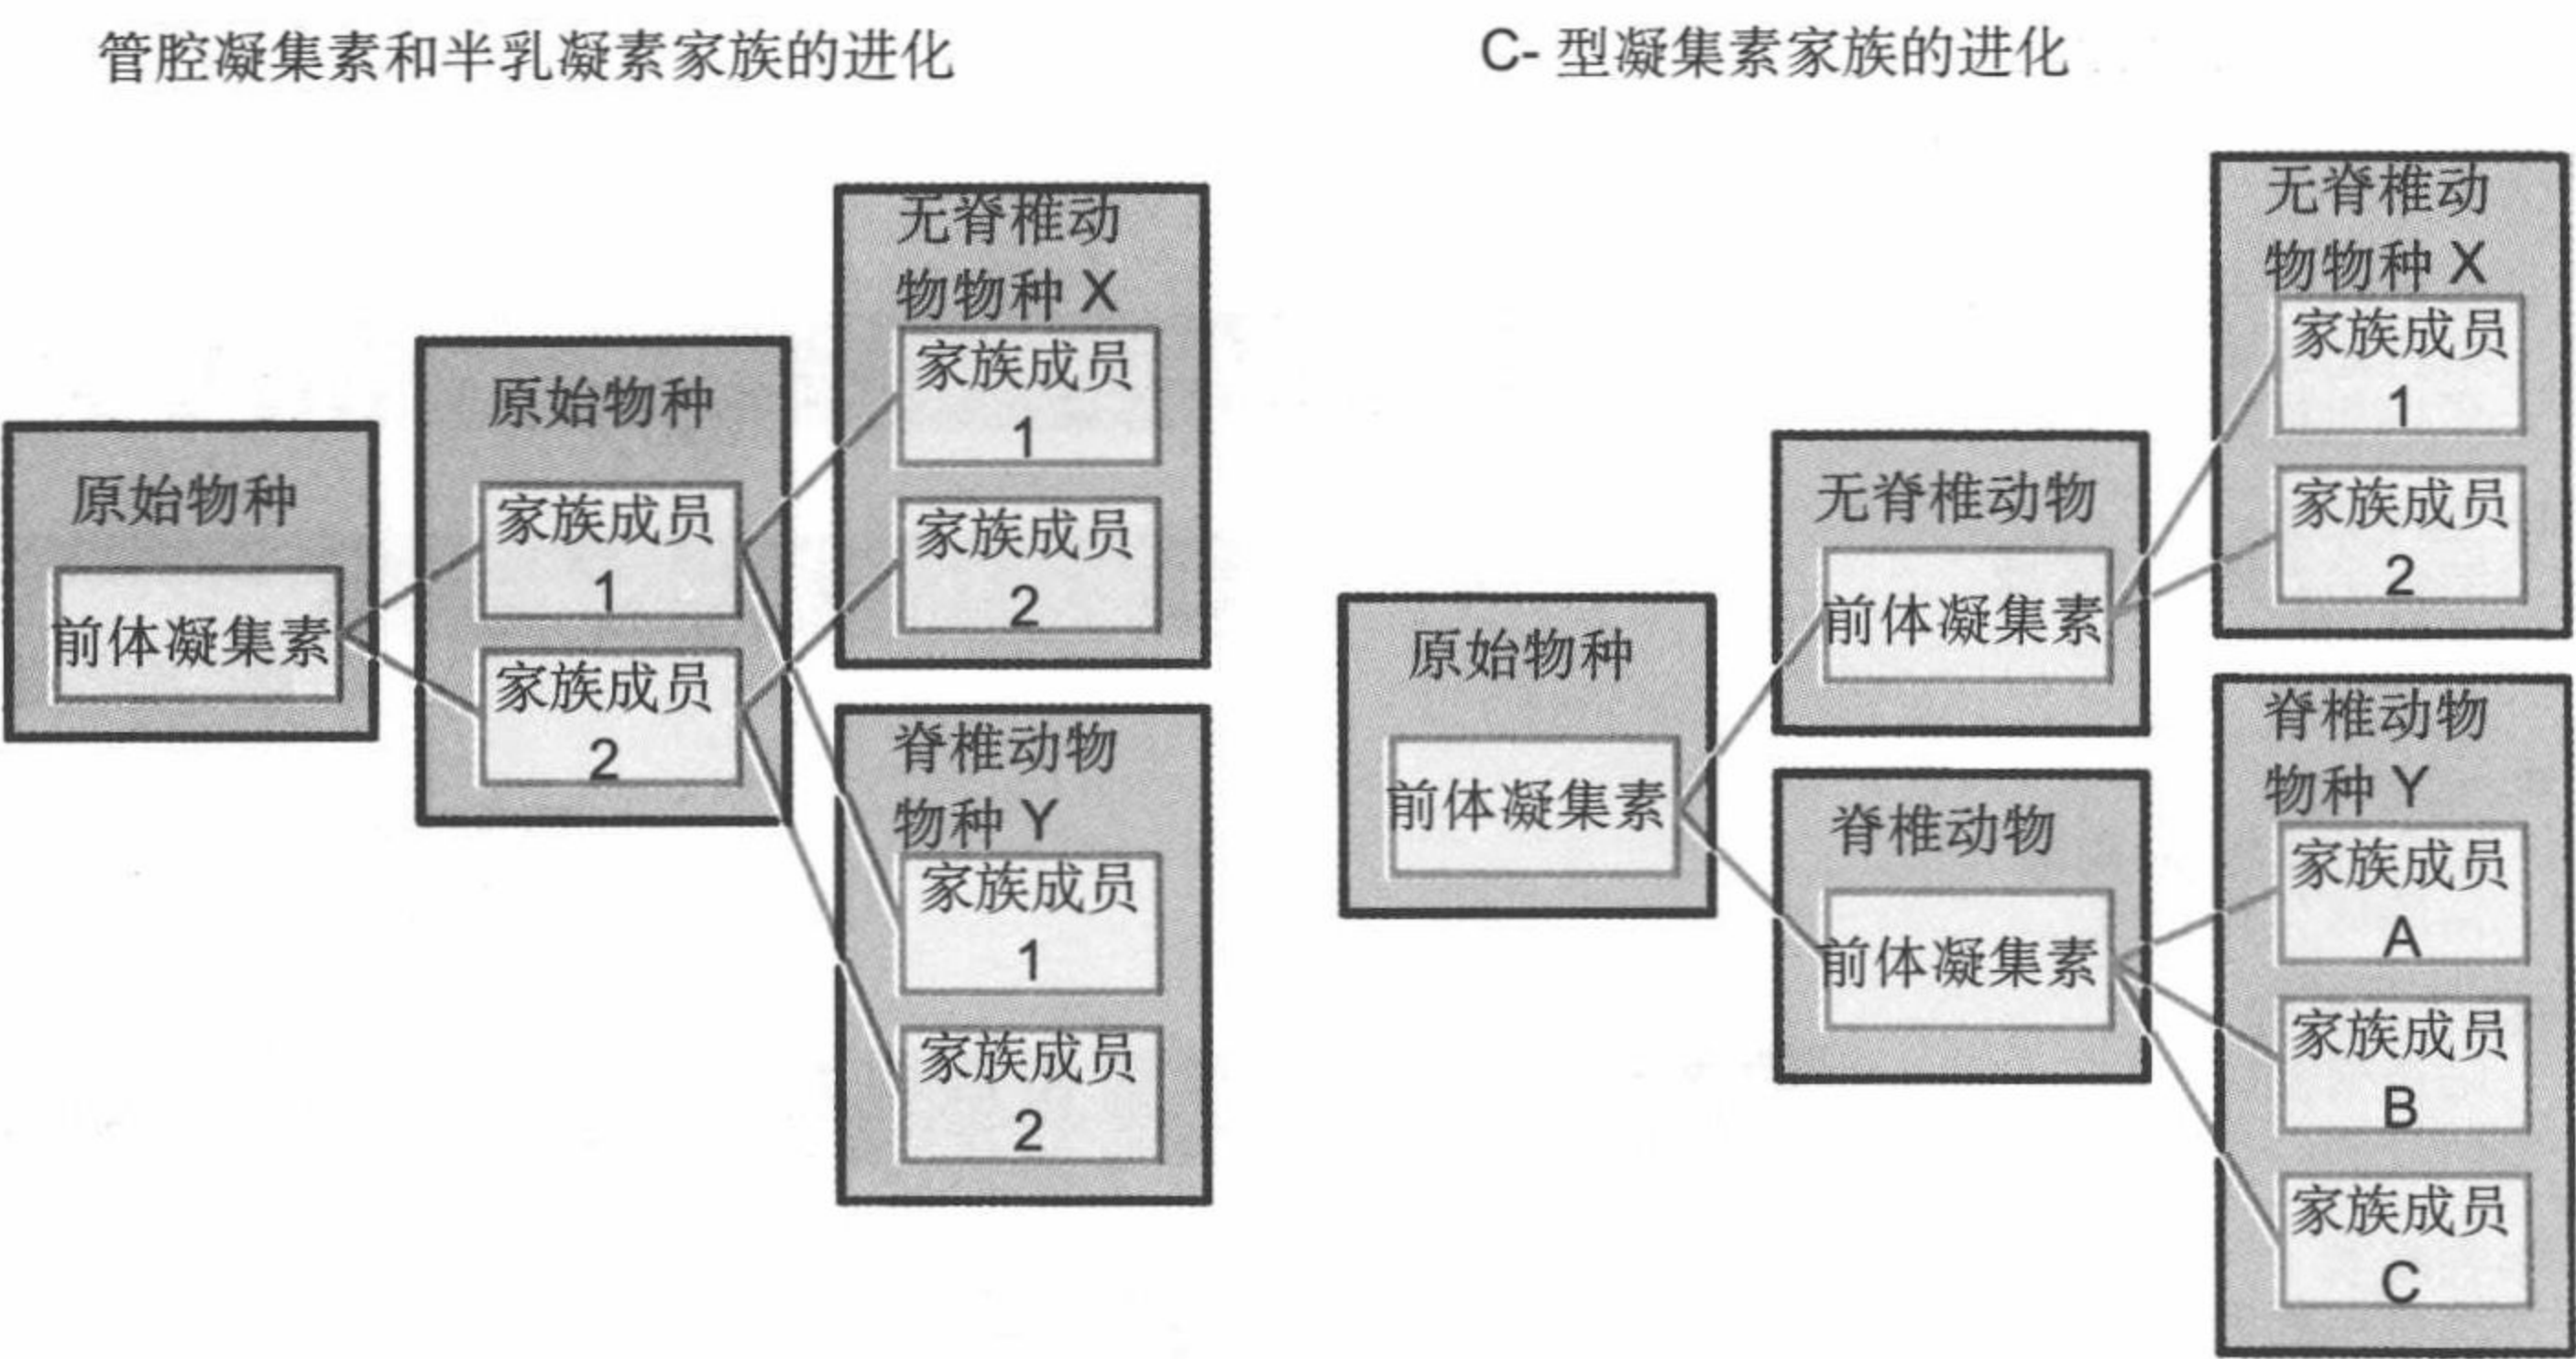 管腔凝集素和半乳凝素家族的进化
原始物种
前体凝集素
原始物种
家族成员
1
家族成员
2
无脊椎动
物物种 X
家族成员
1
家族成员
2
脊椎动物
物种 Y
家族成员
1
家族成员
2
C- 型凝集素家族的进化
原始物种
前体凝集素
无脊椎动物
前体凝集素
脊椎动物
前体凝集素
无脊椎动
物物种 X
家族成员
1
家族成员
2
脊椎动物
物种 Y
家族成员
A
家族成员
B
家族成员
C